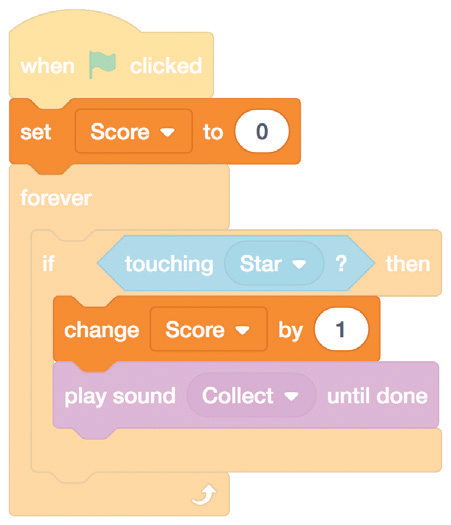 when clicked
set Score to 0
forever
if touching Star ? then
change Score by 1
play sound Collect until done